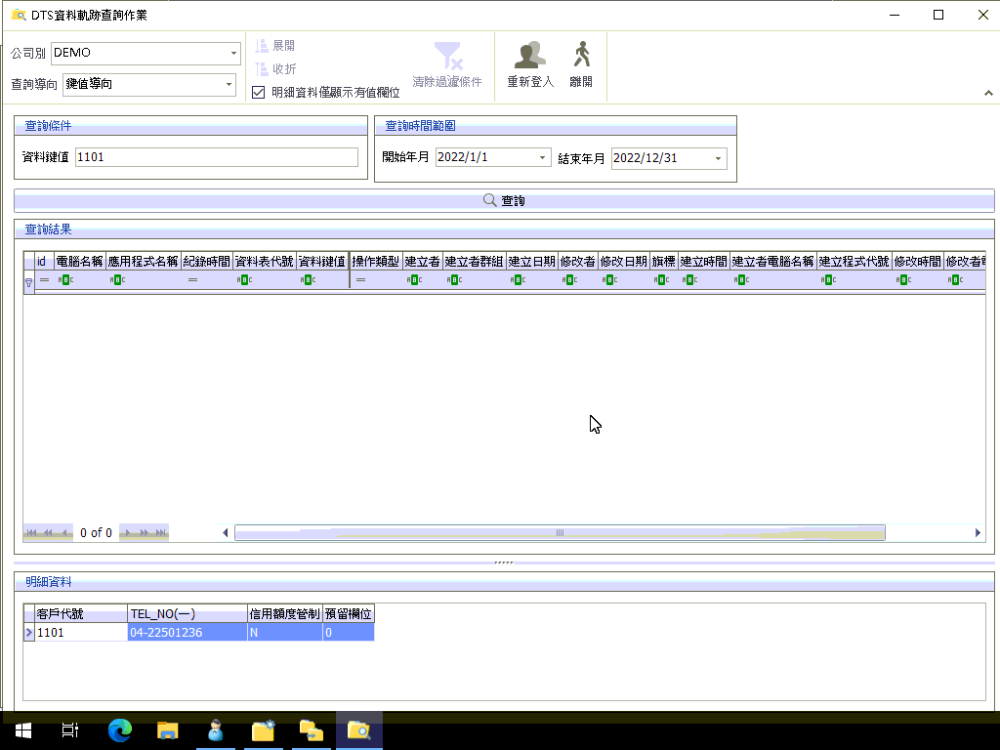 DTS資料軌跡查詢作業
公司別 DEMO
查詢導向 鍵值導向
展開
收折
明細資料僅顯示有值欄位
清除過濾條件
重新登入
離開
查詢條件
資料鍵值 1101
查詢時間範圍
開始年月 2022/1/1 結束年月 2022/12/31
查詢
查詢結果
id 電腦名稱 應用程式名稱 紀錄時間 資料表代號 資料鍵值 操作類型 建立者 建立者群組 建立日期 修改者 修改日期 旗標 建立時間 建立者電腦名稱 建立程式代號 修改時間 修改者
0 of 0
明細資料
客戶代號 TEL_NO(一) 信用額度管制 預留欄位
1101 04-22501236 N 0